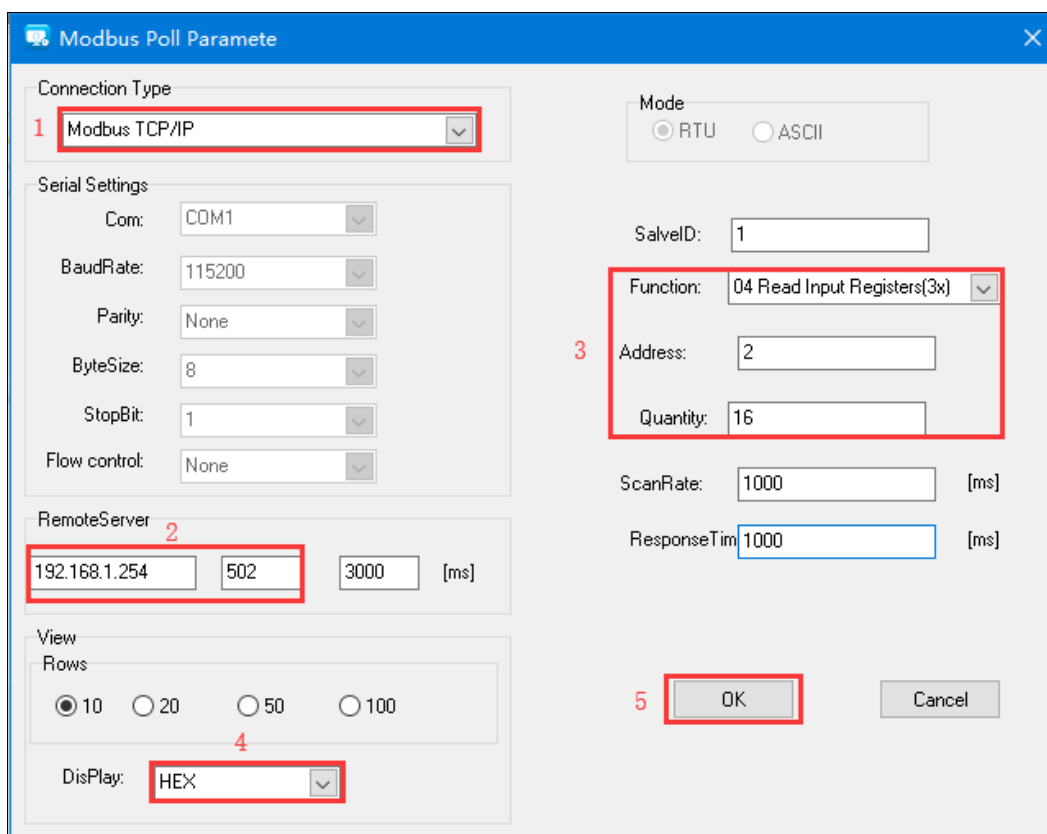 Modbus Poll Paramete
Connection Type
1 Modbus TCP/IP
Mode
RTU ASCII
Serial Settings
Com: COM1
BaudRate: 115200
Parity: None
ByteSize: 8
StopBit: 1
Flow control: None
SalveID: 1
3
Function: 04 Read Input Registers(3x)
Address: 2
Quantity: 16
ScanRate: 1000 [ms]
ResponseTim 1000 [ms]
RemoteServer
2
192.168.1.254 502 3000 [ms]
View
Rows
10 20 50 100
4
DisPlay: HEX
5 OK Cancel